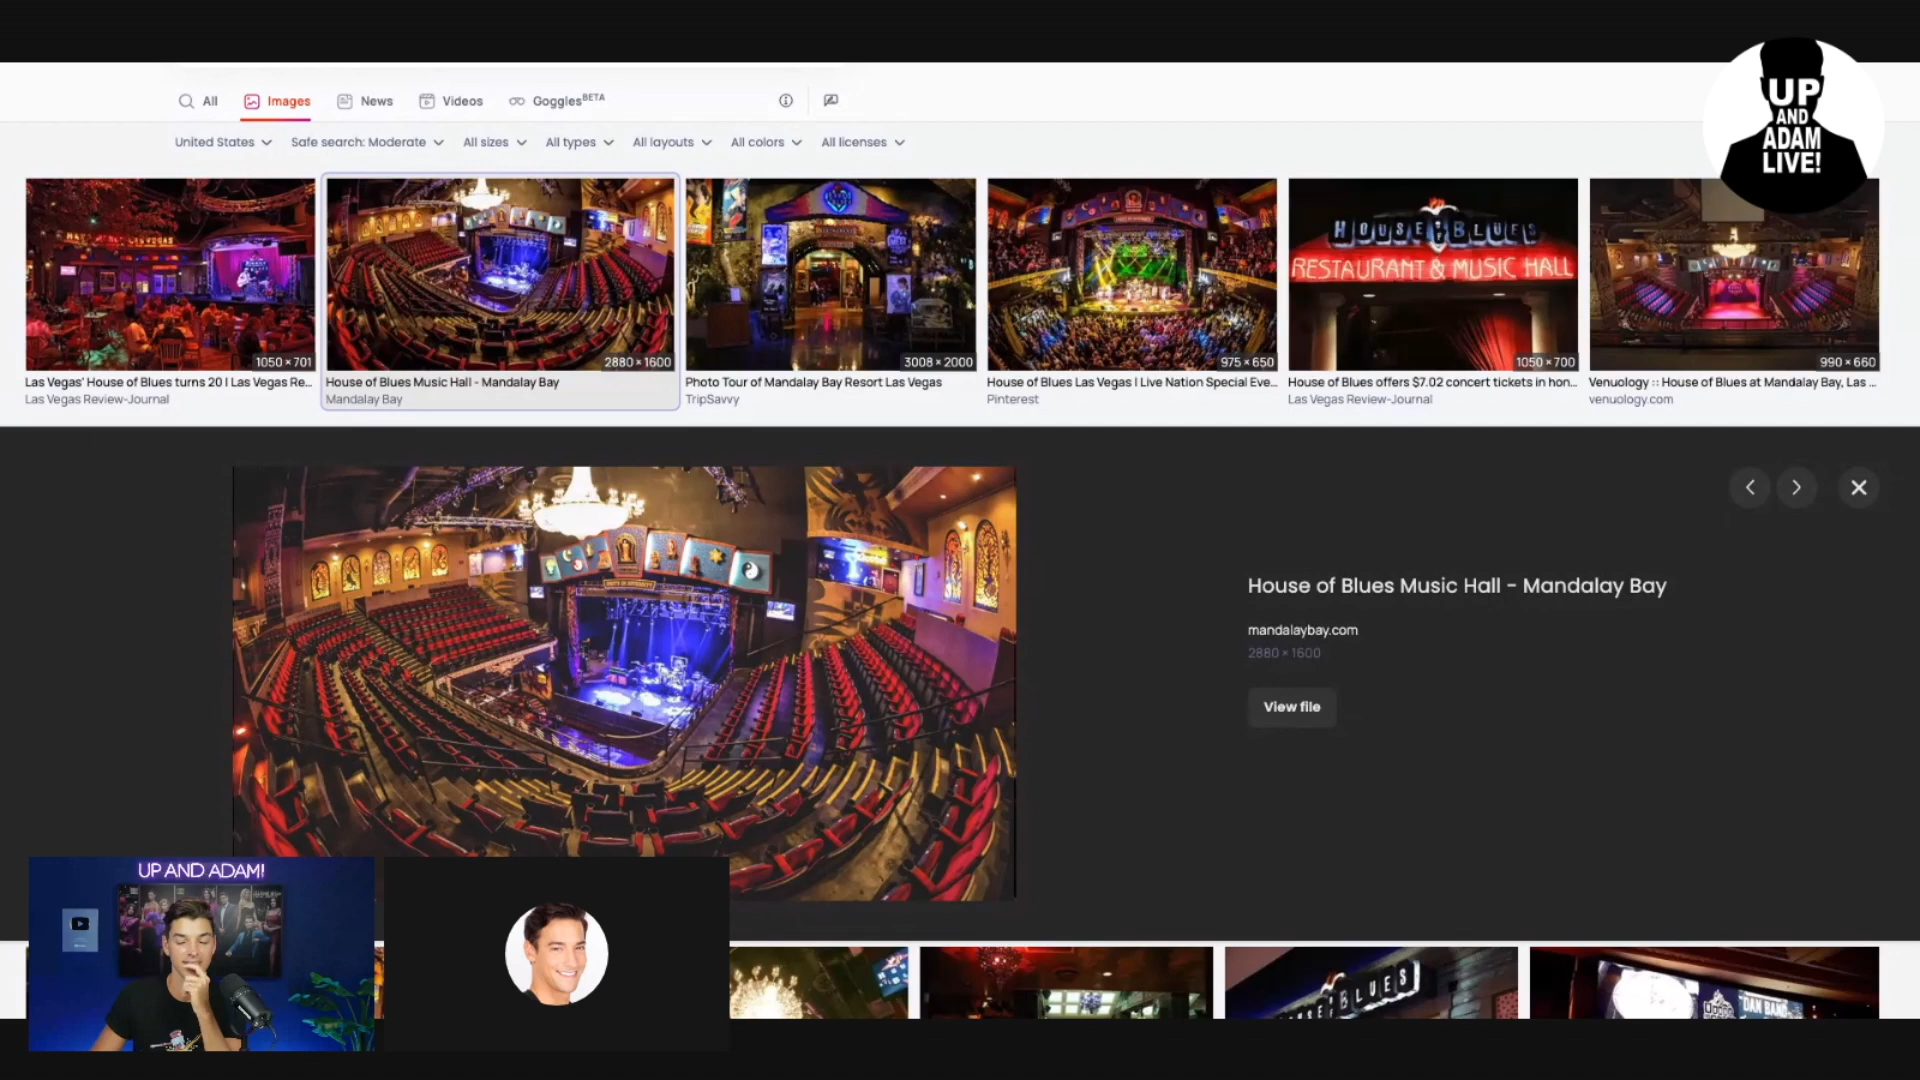 All
Images
News
Videos
Goggles BETA
United States
Safe search: Moderate
All sizes
All types
All layouts
All colors
All licenses
UP
AND
ADAM
LIVE!
HOUSE OF BLUES
RESTAURANT & MUSIC HALL
1050 × 701
2880 × 1600
3008 × 2000
975 × 650
1050 × 700
990 × 660
Las Vegas' House of Blues turns 20 | Las Vegas Re...
Las Vegas Review-Journal
House of Blues Music Hall - Mandalay Bay
Mandalay Bay
Photo Tour of Mandalay Bay Resort Las Vegas
TripSavvy
House of Blues Las Vegas | Live Nation Special Eve...
Pinterest
House of Blues offers $7.02 concert tickets in hon...
Las Vegas Review-Journal
Venuology :: House of Blues at Mandalay Bay, Las ...
venuology.com
House of Blues Music Hall - Mandalay Bay
mandalaybay.com
2880 × 1600
View file
UP AND ADAM!
BLUES
DAN BAND